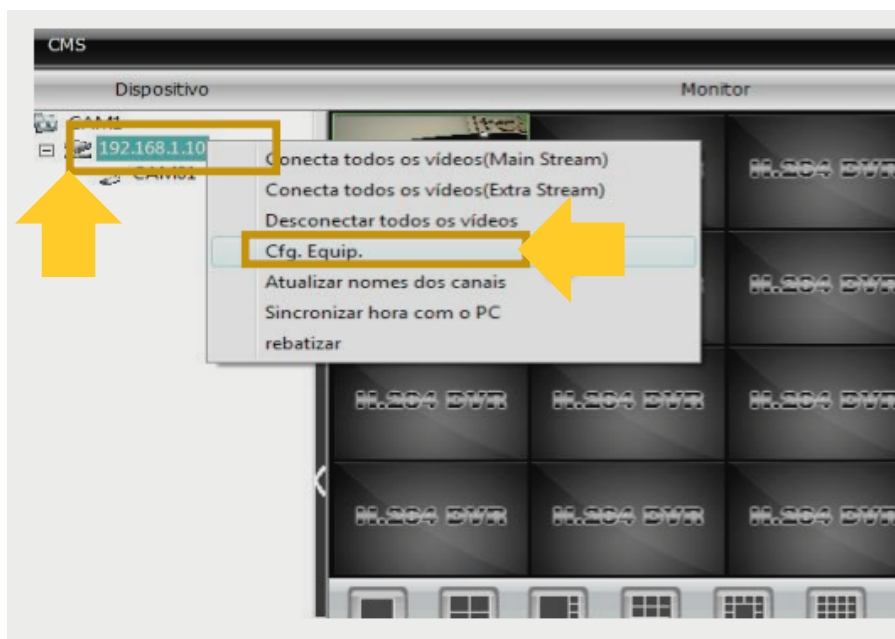 CMS
Dispositivo
Monitor
CAM1
192.168.1.10
CAM01
Conecta todos os vídeos(Main Stream)
Conecta todos os vídeos(Extra Stream)
Desconectar todos os vídeos
Cfg. Equip.
Atualizar nomes dos canais
Sincronizar hora com o PC
rebatizar
H.264 DVR
H.264 DVR
H.264 DVR H.264 DVR H.264 DVR
H.264 DVR H.264 DVR H.264 DVR